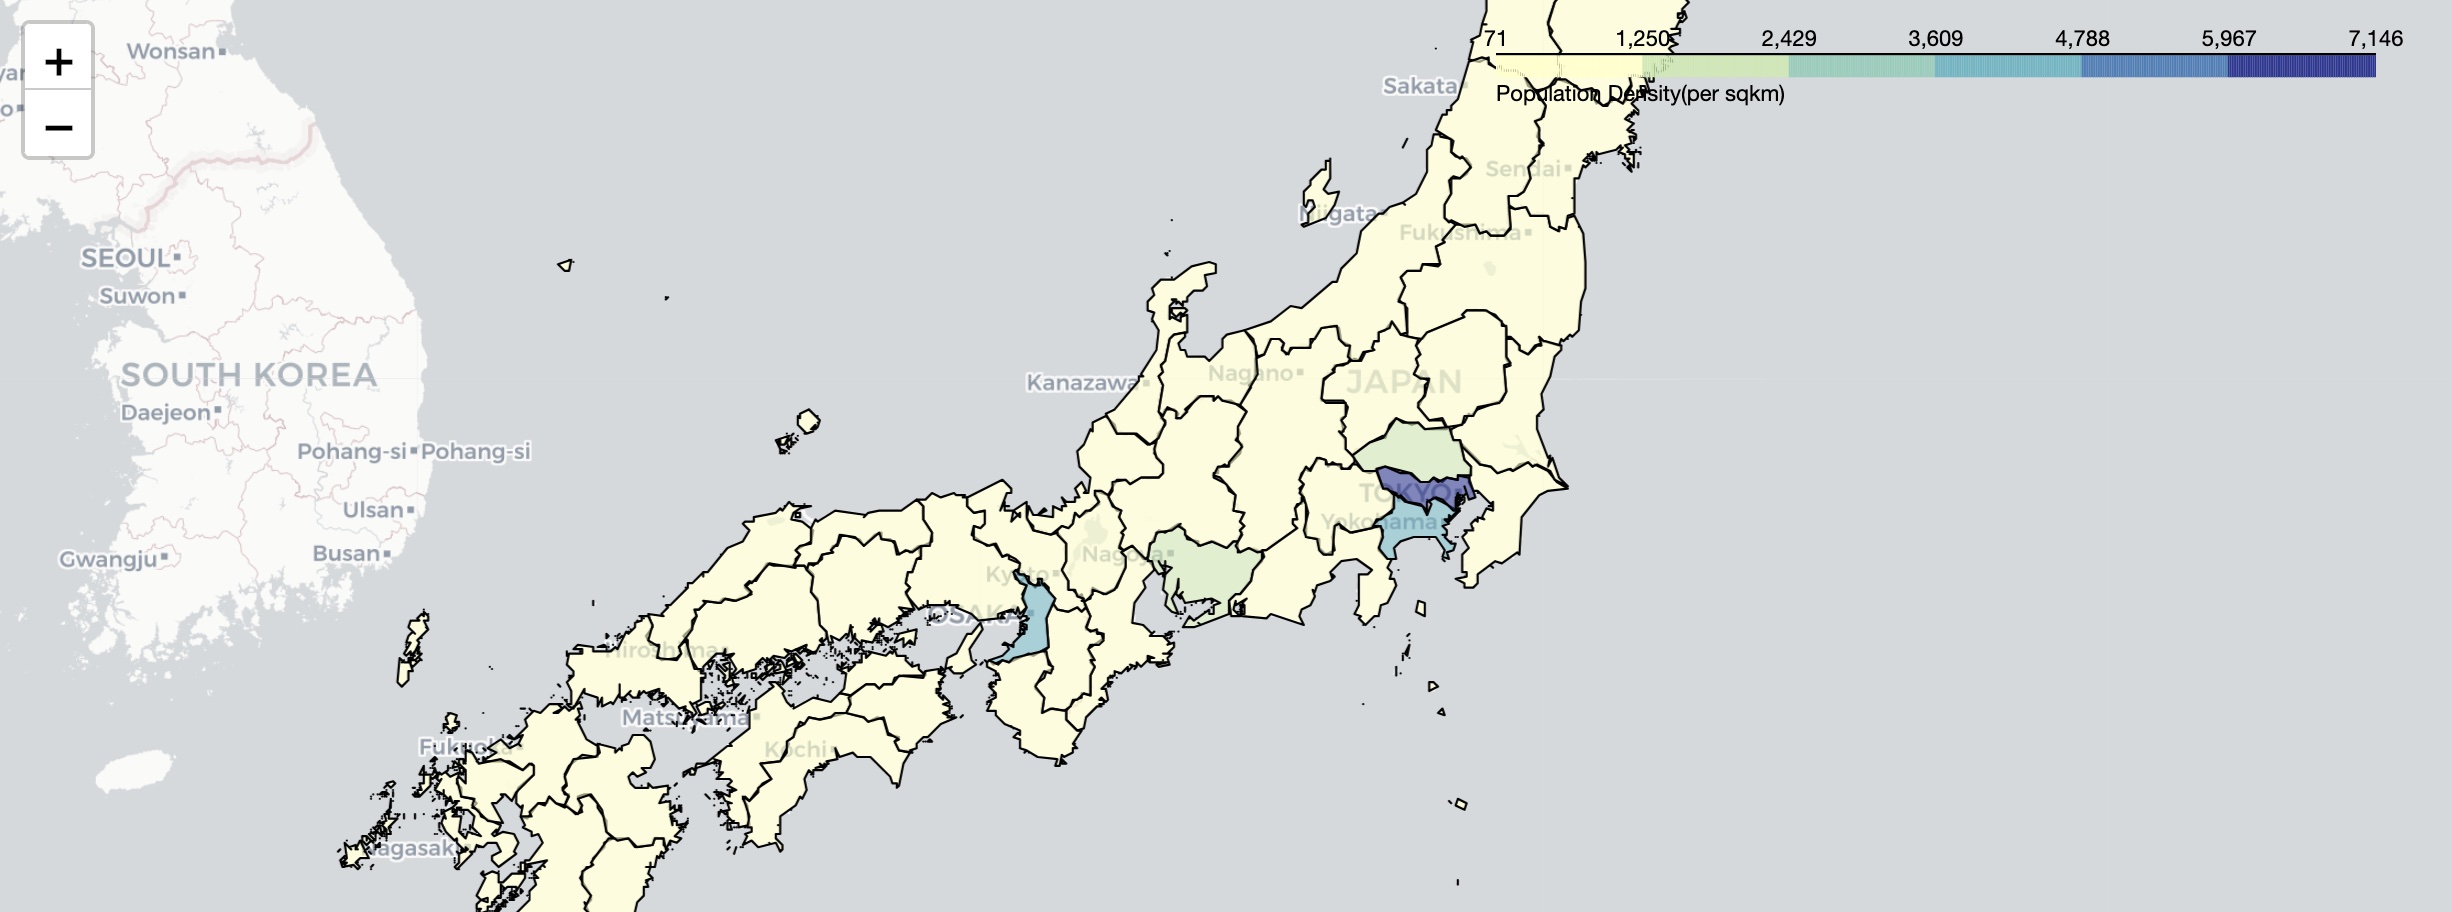 +
−
Wonsan
71 1,250 2,429 3,609 4,788 5,967 7,146
Population Density(per sqkm)
Sakata
Sendai
Niigata
Fukushima
SEOUL
Suwon
SOUTH KOREA
Kanazawa
Nagano
JAPAN
Daejeon
Pohang-si Pohang-si
TOKYO
Ulsan
Yokohama
Gwangju
Busan
Nagoya
Kyoto
OSAKA
Hiroshima
Matsuyama
Fukuoka
Kochi
Nagasaki